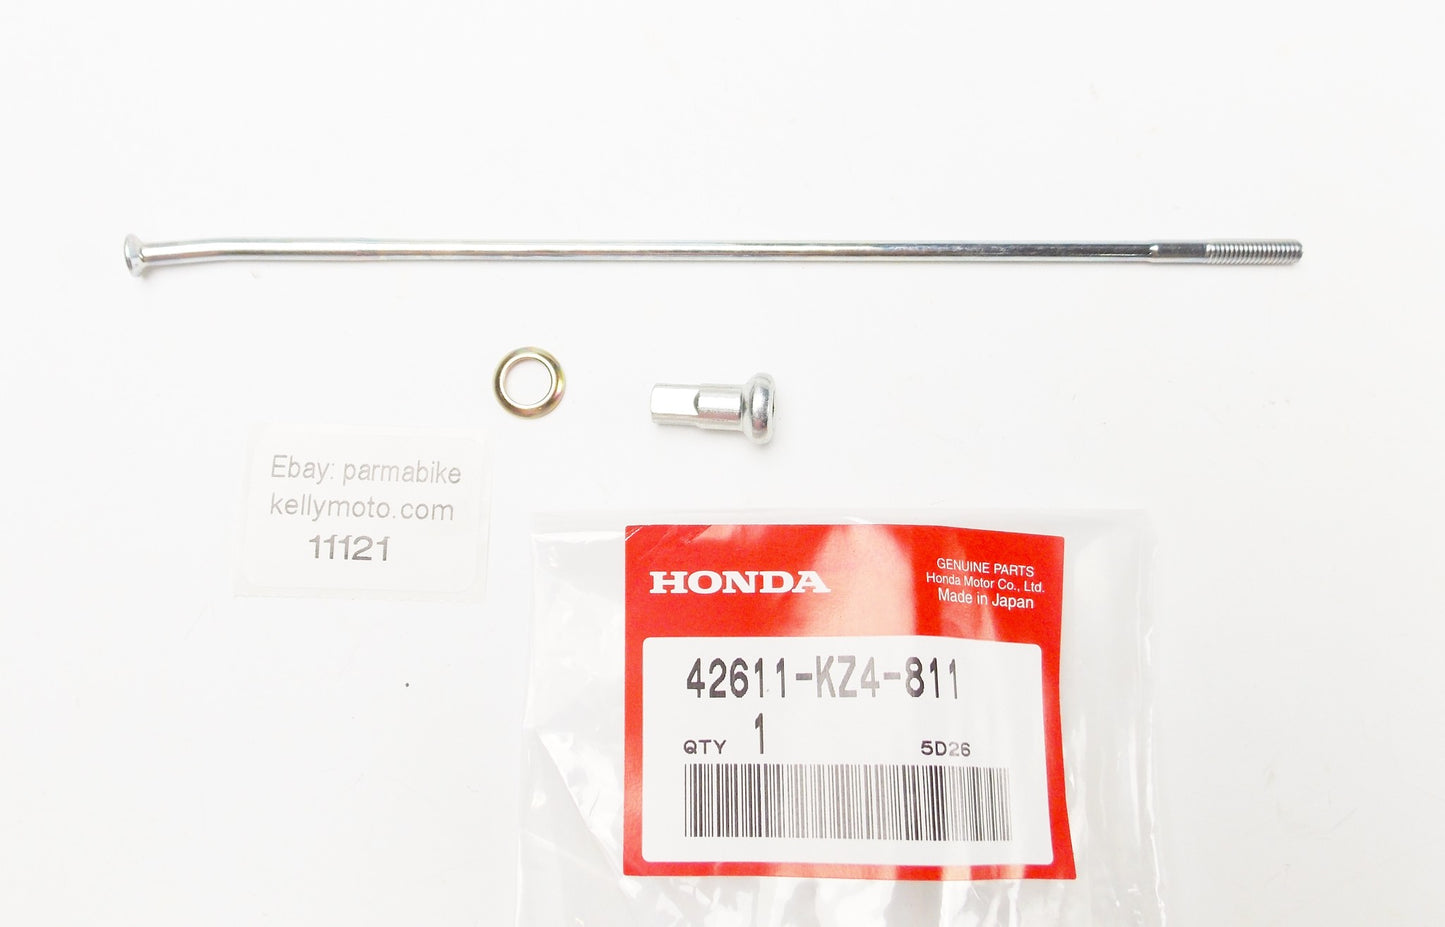 Ebay: parmabike
kellymoto.com
11121
HONDA
GENUINE PARTS
Honda Motor Co., Ltd.
Made in Japan
42611-KZ4-811
QTY 1 5D26